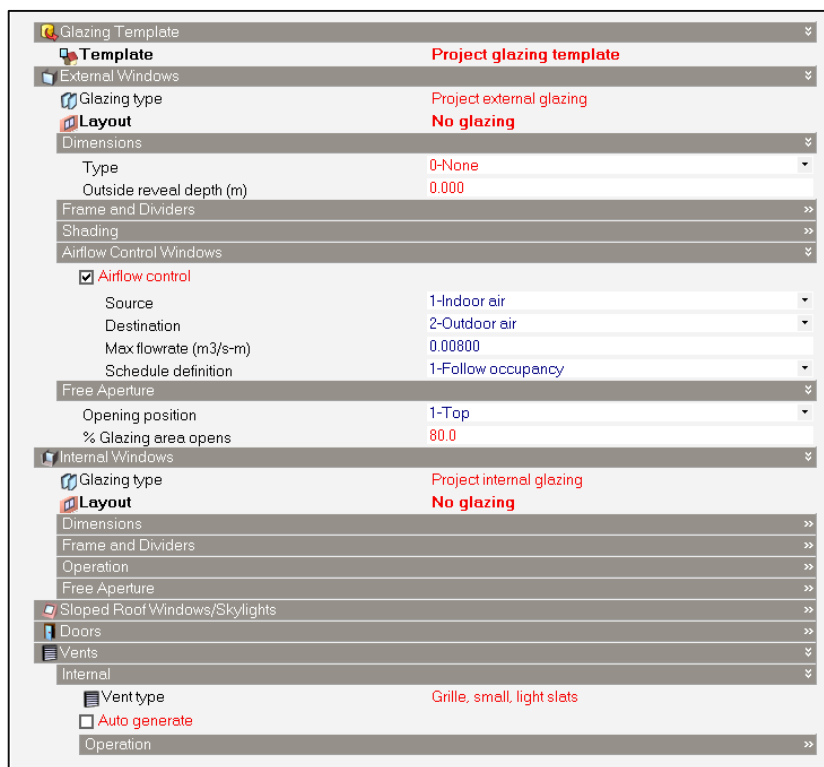 Glazing Template
Template Project glazing template
External Windows
Glazing type Project external glazing
Layout No glazing
Dimensions
Type 0-None
Outside reveal depth (m) 0.000
Frame and Dividers
Shading
Airflow Control Windows
Airflow control
Source 1-Indoor air
Destination 2-Outdoor air
Max flowrate (m3/s-m) 0.00800
Schedule definition 1-Follow occupancy
Free Aperture
Opening position 1-Top
% Glazing area opens 80.0
Internal Windows
Glazing type Project internal glazing
Layout No glazing
Dimensions
Frame and Dividers
Operation
Free Aperture
Sloped Roof Windows/Skylights
Doors
Vents
Internal
Vent type Grille, small, light slats
Auto generate
Operation